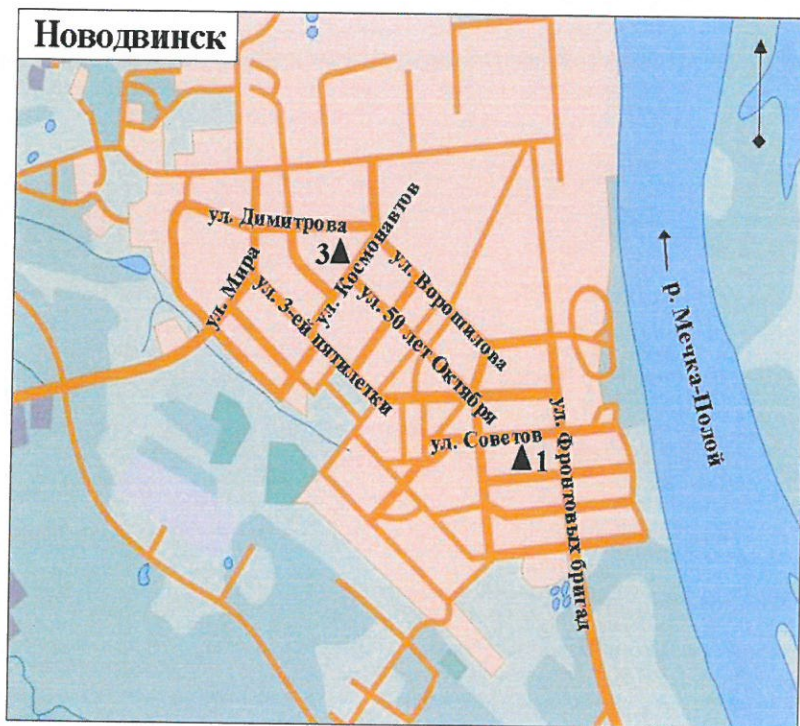 Новодвинск
ул. Димитрова
3
ул. Космонавтов
ул. Мира
ул. 3-ей пятилетки
ул. Ворошилова
ул. 50 лет Октября
р. Мечка-Полой
ул. Советов
1
ул. Фронтовых бригад